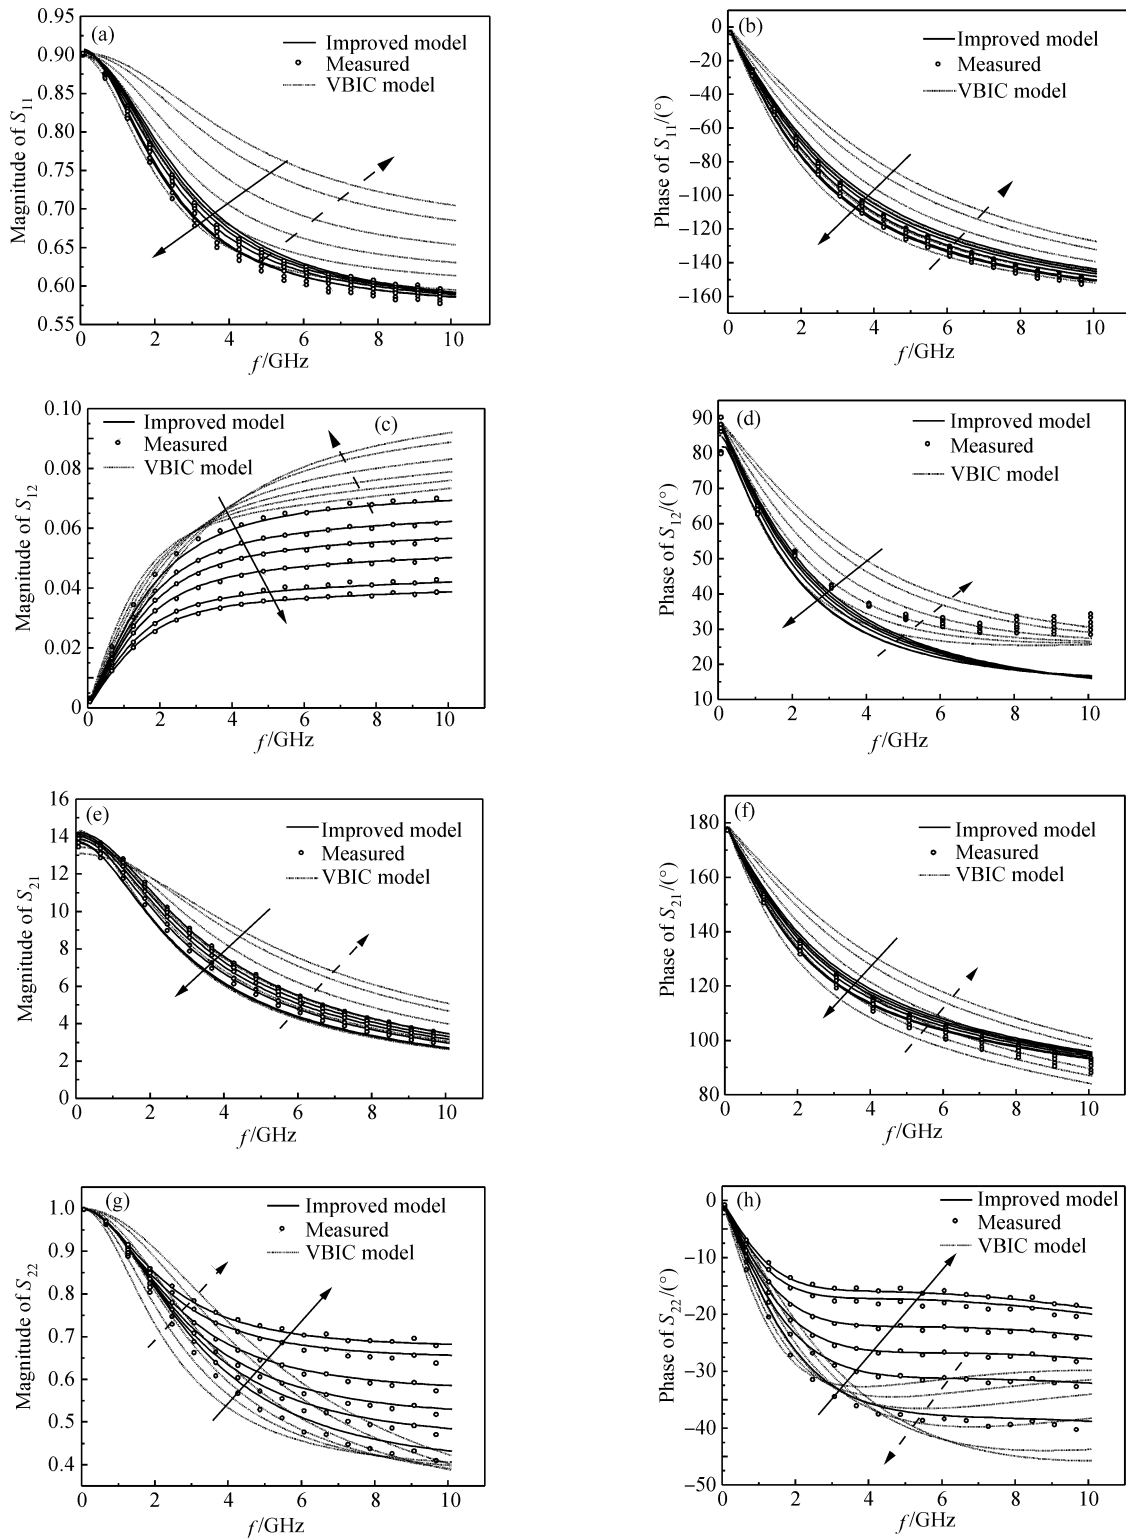 (a)
Improved model
Measured
VBIC model
Magnitude of S11
0.95
0.90
0.85
0.80
0.75
0.70
0.65
0.60
0.55
0 2 4 6 8 10
f/GHz
(b)
Improved model
Measured
VBIC model
Phase of S11/(°)
0
−20
−40
−60
−80
−100
−120
−140
−160
0 2 4 6 8 10
f/GHz
(c)
Improved model
Measured
VBIC model
Magnitude of S12
0.10
0.08
0.06
0.04
0.02
0
0 2 4 6 8 10
f/GHz
(d)
Improved model
Measured
VBIC model
Phase of S12/(°)
90
80
70
60
50
40
30
20
10
0 2 4 6 8 10
f/GHz
(e)
Improved model
Measured
VBIC model
Magnitude of S21
16
14
12
10
8
6
4
2
0
0 2 4 6 8 10
f/GHz
(f)
Improved model
Measured
VBIC model
Phase of S21/(°)
180
160
140
120
100
80
0 2 4 6 8 10
f/GHz
(g)
Improved model
Measured
VBIC model
Magnitude of S22
1.0
0.9
0.8
0.7
0.6
0.5
0.4
0 2 4 6 8 10
f/GHz
(h)
Improved model
Measured
VBIC model
Phase of S22/(°)
0
−10
−20
−30
−40
−50
0 2 4 6 8 10
f/GHz